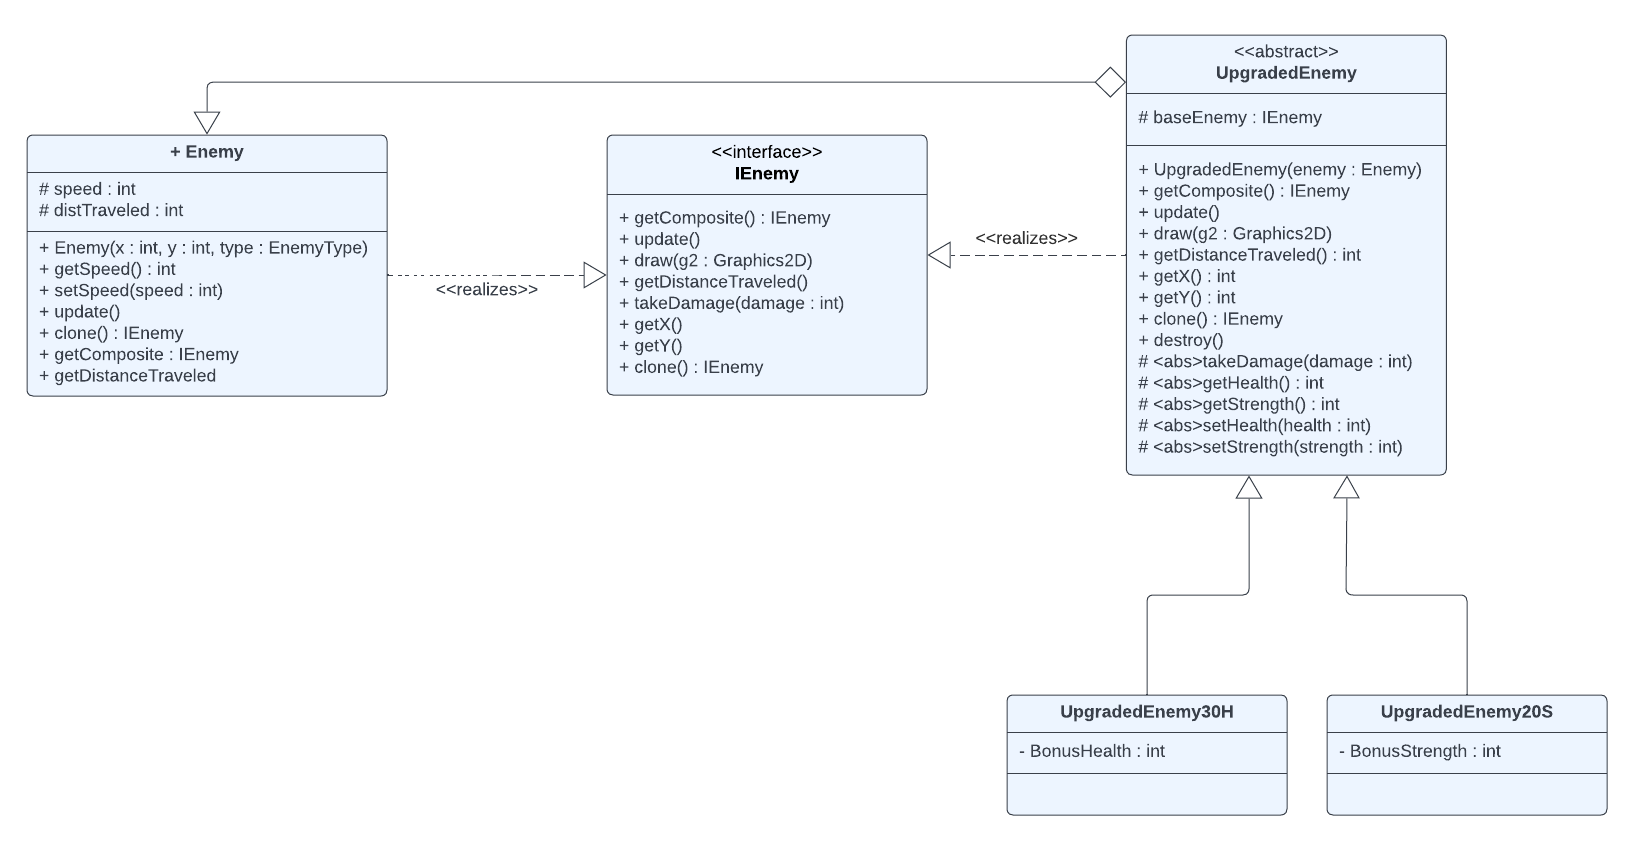 + Enemy
# speed : int
# distTraveled : int
+ Enemy(x : int, y : int, type : EnemyType)
+ getSpeed() : int
+ setSpeed(speed : int)
+ update()
+ clone() : IEnemy
+ getComposite : IEnemy
+ getDistanceTraveled
<<realizes>>
<<interface>>
IEnemy
+ getComposite() : IEnemy
+ update()
+ draw(g2 : Graphics2D)
+ getDistanceTraveled()
+ takeDamage(damage : int)
+ getX()
+ getY()
+ clone() : IEnemy
<<realizes>>
<<abstract>>
UpgradedEnemy
# baseEnemy : IEnemy
+ UpgradedEnemy(enemy : Enemy)
+ getComposite() : IEnemy
+ update()
+ draw(g2 : Graphics2D)
+ getDistanceTraveled() : int
+ getX() : int
+ getY() : int
+ clone() : IEnemy
+ destroy()
# <abs>takeDamage(damage : int)
# <abs>getHealth() : int
# <abs>getStrength() : int
# <abs>setHealth(health : int)
# <abs>setStrength(strength : int)
UpgradedEnemy30H
- BonusHealth : int
UpgradedEnemy20S
- BonusStrength : int